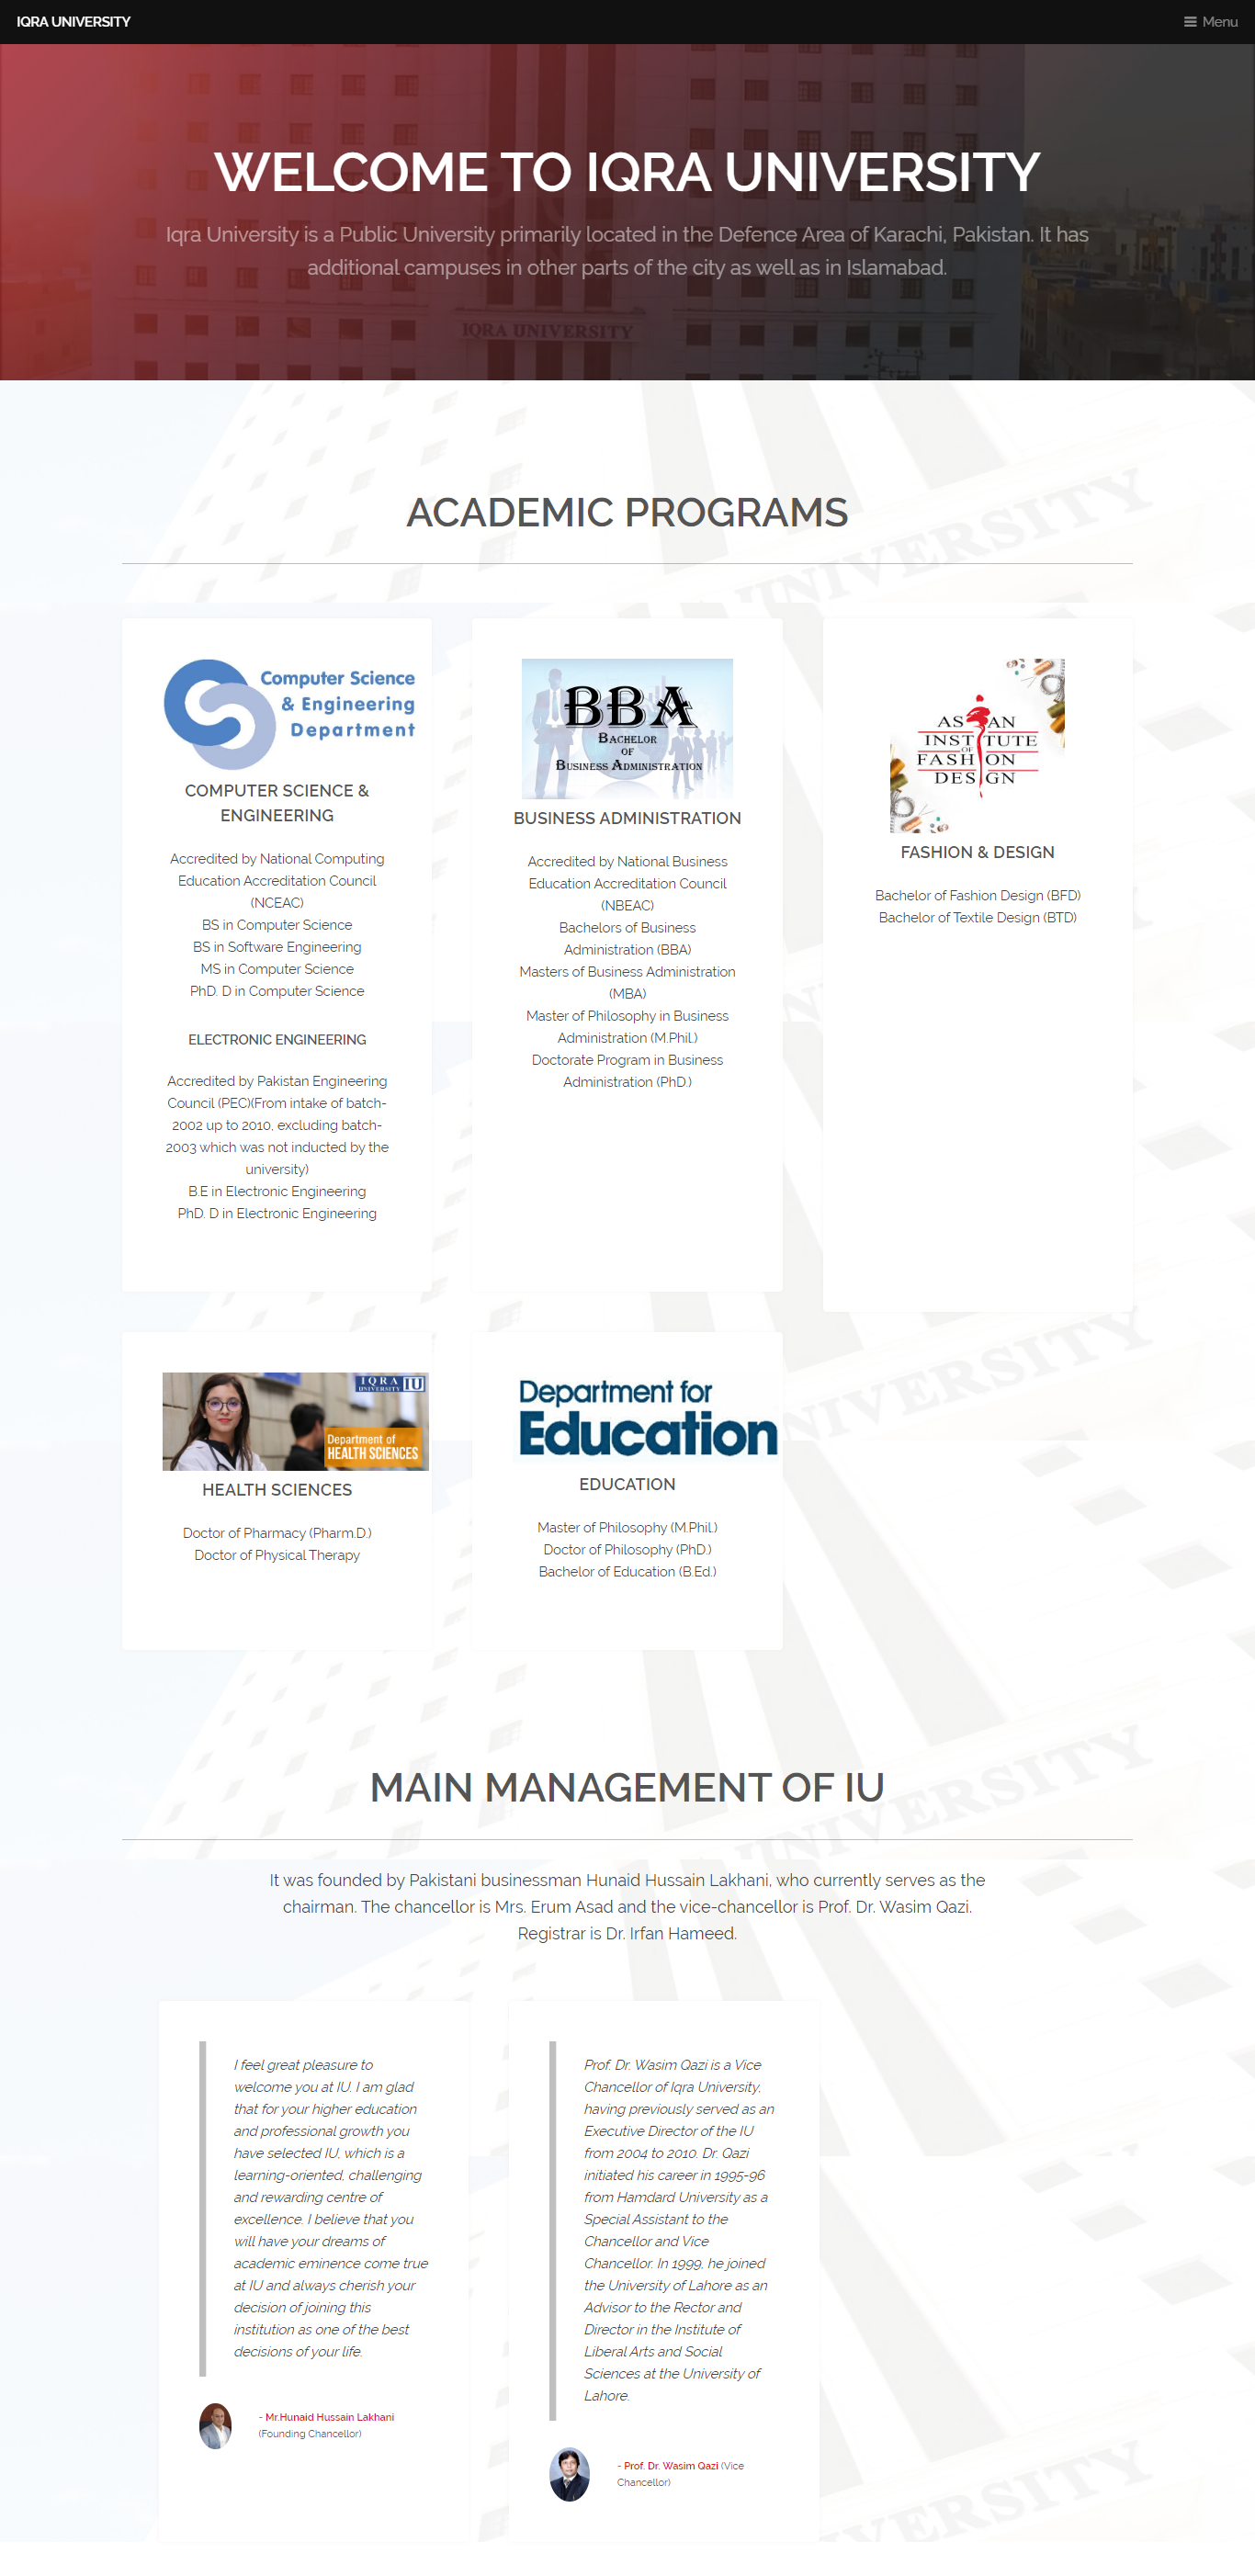 IQRA UNIVERSITY
Menu
WELCOME TO IQRA UNIVERSITY
Iqra University is a Public University primarily located in the Defence Area of Karachi, Pakistan. It has
additional campuses in other parts of the city as well as in Islamabad.
IQRA UNIVERSITY
ACADEMIC PROGRAMS
UNIVERSITY
Computer Science
& Engineering
Department
COMPUTER SCIENCE &
ENGINEERING
Accredited by National Computing
Education Accreditation Council
(NCEAC)
BS in Computer Science
BS in Software Engineering
MS in Computer Science
PhD. D in Computer Science
ELECTRONIC ENGINEERING
Accredited by Pakistan Engineering
Council (PEC)(From intake of batch-
2002 up to 2010, excluding batch-
2003 which was not inducted by the
university)
B.E in Electronic Engineering
PhD. D in Electronic Engineering
BBA
BACHELOR
OF
BUSINESS ADMINISTRATION
BUSINESS ADMINISTRATION
Accredited by National Business
Education Accreditation Council
(NBEAC)
Bachelors of Business
Administration (BBA)
Masters of Business Administration
(MBA)
Master of Philosophy in Business
Administration (M.Phil.)
Doctorate Program in Business
Administration (PhD.)
ASIAN
INSTITUTE
OF
FASHION
DESIGN
FASHION & DESIGN
Bachelor of Fashion Design (BFD)
Bachelor of Textile Design (BTD)
IQRA
UNIVERSITY IU
Department of
HEALTH SCIENCES
HEALTH SCIENCES
Doctor of Pharmacy (Pharm.D.)
Doctor of Physical Therapy
Department for
Education
EDUCATION
Master of Philosophy (M.Phil.)
Doctor of Philosophy (PhD.)
Bachelor of Education (B.Ed.)
NIVERSITY
MAIN MANAGEMENT OF IU
UNIVERSITY
It was founded by Pakistani businessman Hunaid Hussain Lakhani, who currently serves as the
chairman. The chancellor is Mrs. Erum Asad and the vice-chancellor is Prof. Dr. Wasim Qazi.
Registrar is Dr. Irfan Hameed.
I feel great pleasure to
welcome you at IU. I am glad
that for your higher education
and professional growth you
have selected IU, which is a
learning-oriented, challenging
and rewarding centre of
excellence. I believe that you
will have your dreams of
academic eminence come true
at IU and always cherish your
decision of joining this
institution as one of the best
decisions of your life.
- Mr.Hunaid Hussain Lakhani
(Founding Chancellor)
Prof. Dr. Wasim Qazi is a Vice
Chancellor of Iqra University,
having previously served as an
Executive Director of the IU
from 2004 to 2010. Dr. Qazi
initiated his career in 1995-96
from Hamdard University as a
Special Assistant to the
Chancellor and Vice
Chancellor. In 1999, he joined
the University of Lahore as an
Advisor to the Rector and
Director in the Institute of
Liberal Arts and Social
Sciences at the University of
Lahore.
- Prof. Dr. Wasim Qazi (Vice
Chancellor)
VERSITY